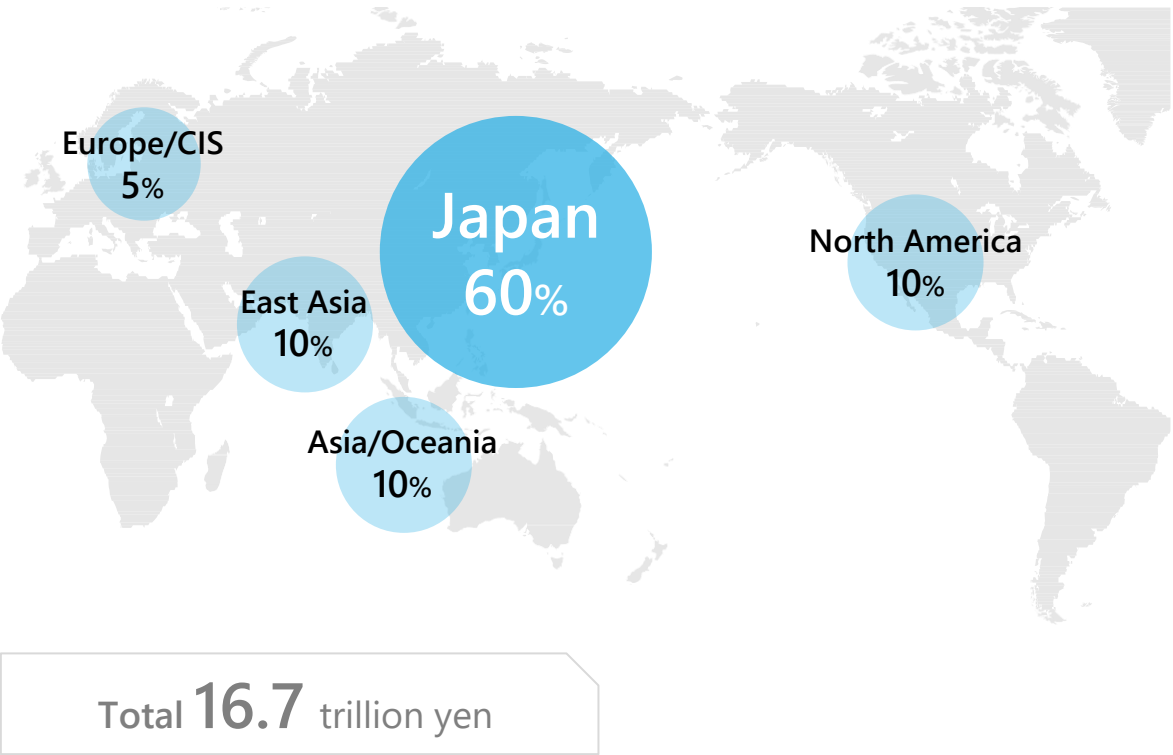 Europe/CIS
5%
Japan
60%
North America
10%
East Asia
10%
Asia/Oceania
10%
Total 16.7 trillion yen